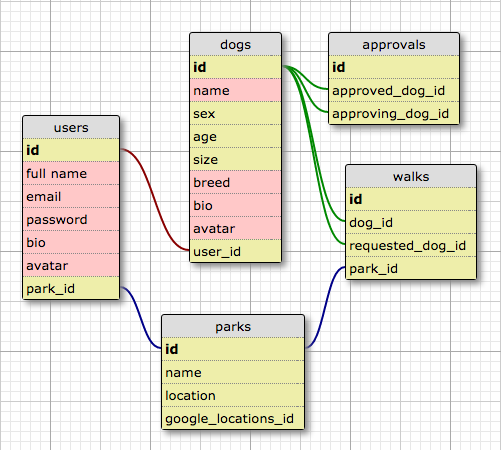 users
id
full name
email
password
bio
avatar
park_id
dogs
id
name
sex
age
size
breed
bio
avatar
user_id
approvals
id
approved_dog_id
approving_dog_id
walks
id
dog_id
requested_dog_id
park_id
parks
id
name
location
google_locations_id